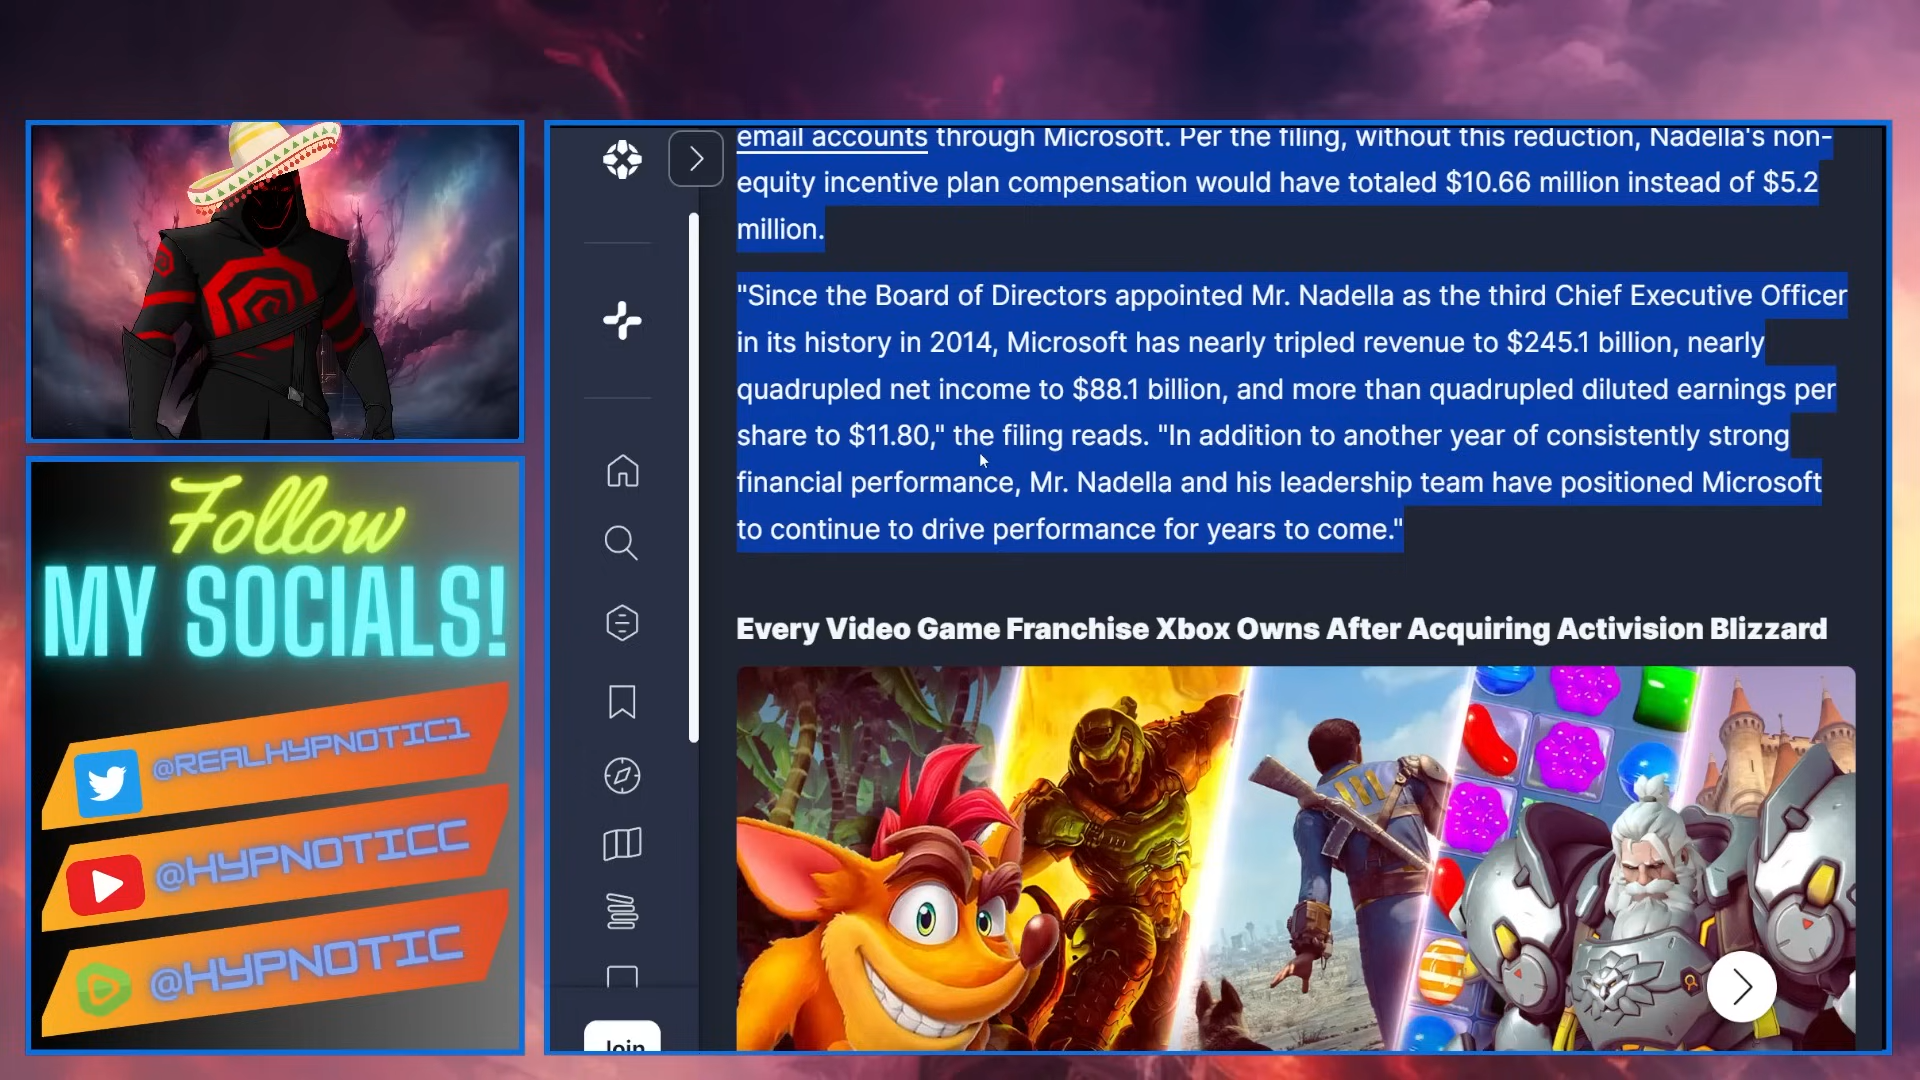 Follow
MY SOCIALS!
@REALHYPNOTIC1
@HYPNOTICC
@HYPNOTIC
email accounts through Microsoft. Per the filing, without this reduction, Nadella's non-
equity incentive plan compensation would have totaled $10.66 million instead of $5.2
million.
"Since the Board of Directors appointed Mr. Nadella as the third Chief Executive Officer
in its history in 2014, Microsoft has nearly tripled revenue to $245.1 billion, nearly
quadrupled net income to $88.1 billion, and more than quadrupled diluted earnings per
share to $11.80," the filing reads. "In addition to another year of consistently strong
financial performance, Mr. Nadella and his leadership team have positioned Microsoft
to continue to drive performance for years to come."
Every Video Game Franchise Xbox Owns After Acquiring Activision Blizzard
Join